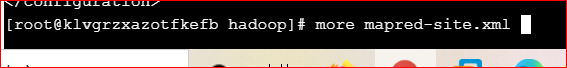 </configuration>
[root@klvgrzxazotfkefb hadoop]# more mapred-site.xml